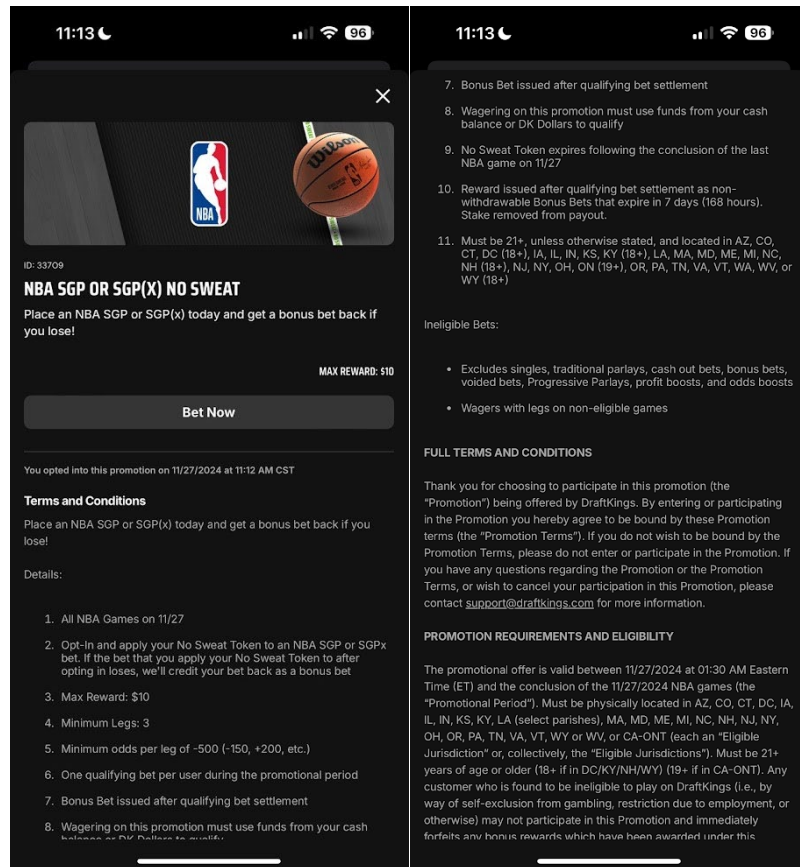 11:13
96
Wilson
NBA
ID: 33709
NBA SGP OR SGP(X) NO SWEAT
Place an NBA SGP or SGP(x) today and get a bonus bet back if
you lose!
MAX REWARD: $10
Bet Now
You opted into this promotion on 11/27/2024 at 11:12 AM CST
Terms and Conditions
Place an NBA SGP or SGP(x) today and get a bonus bet back if you
lose!
Details:
1. All NBA Games on 11/27
2. Opt-In and apply your No Sweat Token to an NBA SGP or SGPx
bet. If the bet that you apply your No Sweat Token to after
opting in loses, we'll credit your bet back as a bonus bet
3. Max Reward: $10
4. Minimum Legs: 3
5. Minimum odds per leg of -500 (-150, +200, etc.)
6. One qualifying bet per user during the promotional period
7. Bonus Bet issued after qualifying bet settlement
8. Wagering on this promotion must use funds from your cash
balance or DK Dollars to qualify
11:13
96
7. Bonus Bet issued after qualifying bet settlement
8. Wagering on this promotion must use funds from your cash
balance or DK Dollars to qualify
9. No Sweat Token expires following the conclusion of the last
NBA game on 11/27
10. Reward issued after qualifying bet settlement as non-
withdrawable Bonus Bets that expire in 7 days (168 hours).
Stake removed from payout.
11. Must be 21+, unless otherwise stated, and located in AZ, CO,
CT, DC (18+), IA, IL, IN, KS, KY (18+), LA, MA, MD, ME, MI, NC,
NH (18+), NJ, NY, OH, ON (19+), OR, PA, TN, VA, VT, WA, WV, or
WY (18+)
Ineligible Bets:
• Excludes singles, traditional parlays, cash out bets, bonus bets,
voided bets, Progressive Parlays, profit boosts, and odds boosts
• Wagers with legs on non-eligible games
FULL TERMS AND CONDITIONS
Thank you for choosing to participate in this promotion (the
“Promotion”) being offered by DraftKings. By entering or participating
in the Promotion you hereby agree to be bound by these Promotion
terms (the “Promotion Terms”). If you do not wish to be bound by the
Promotion Terms, please do not enter or participate in the Promotion. If
you have any questions regarding the Promotion or the Promotion
Terms, or wish to cancel your participation in this Promotion, please
contact support@draftkings.com for more information.
PROMOTION REQUIREMENTS AND ELIGIBILITY
The promotional offer is valid between 11/27/2024 at 01:30 AM Eastern
Time (ET) and the conclusion of the 11/27/2024 NBA games (the
“Promotional Period”). Must be physically located in AZ, CO, CT, DC, IA,
IL, IN, KS, KY, LA (select parishes), MA, MD, ME, MI, NC, NH, NJ, NY,
OH, OR, PA, TN, VA, VT, WY or WV, or CA-ONT (each an “Eligible
Jurisdiction” or, collectively, the “Eligible Jurisdictions”). Must be 21+
years of age or older (18+ if in DC/KY/NH/WY) (19+ if in CA-ONT). Any
customer who is found to be ineligible to play on DraftKings (i.e., by
way of self-exclusion from gambling, restriction due to employment, or
otherwise) may not participate in this Promotion and immediately
forfeits any bonus rewards which have been awarded under this